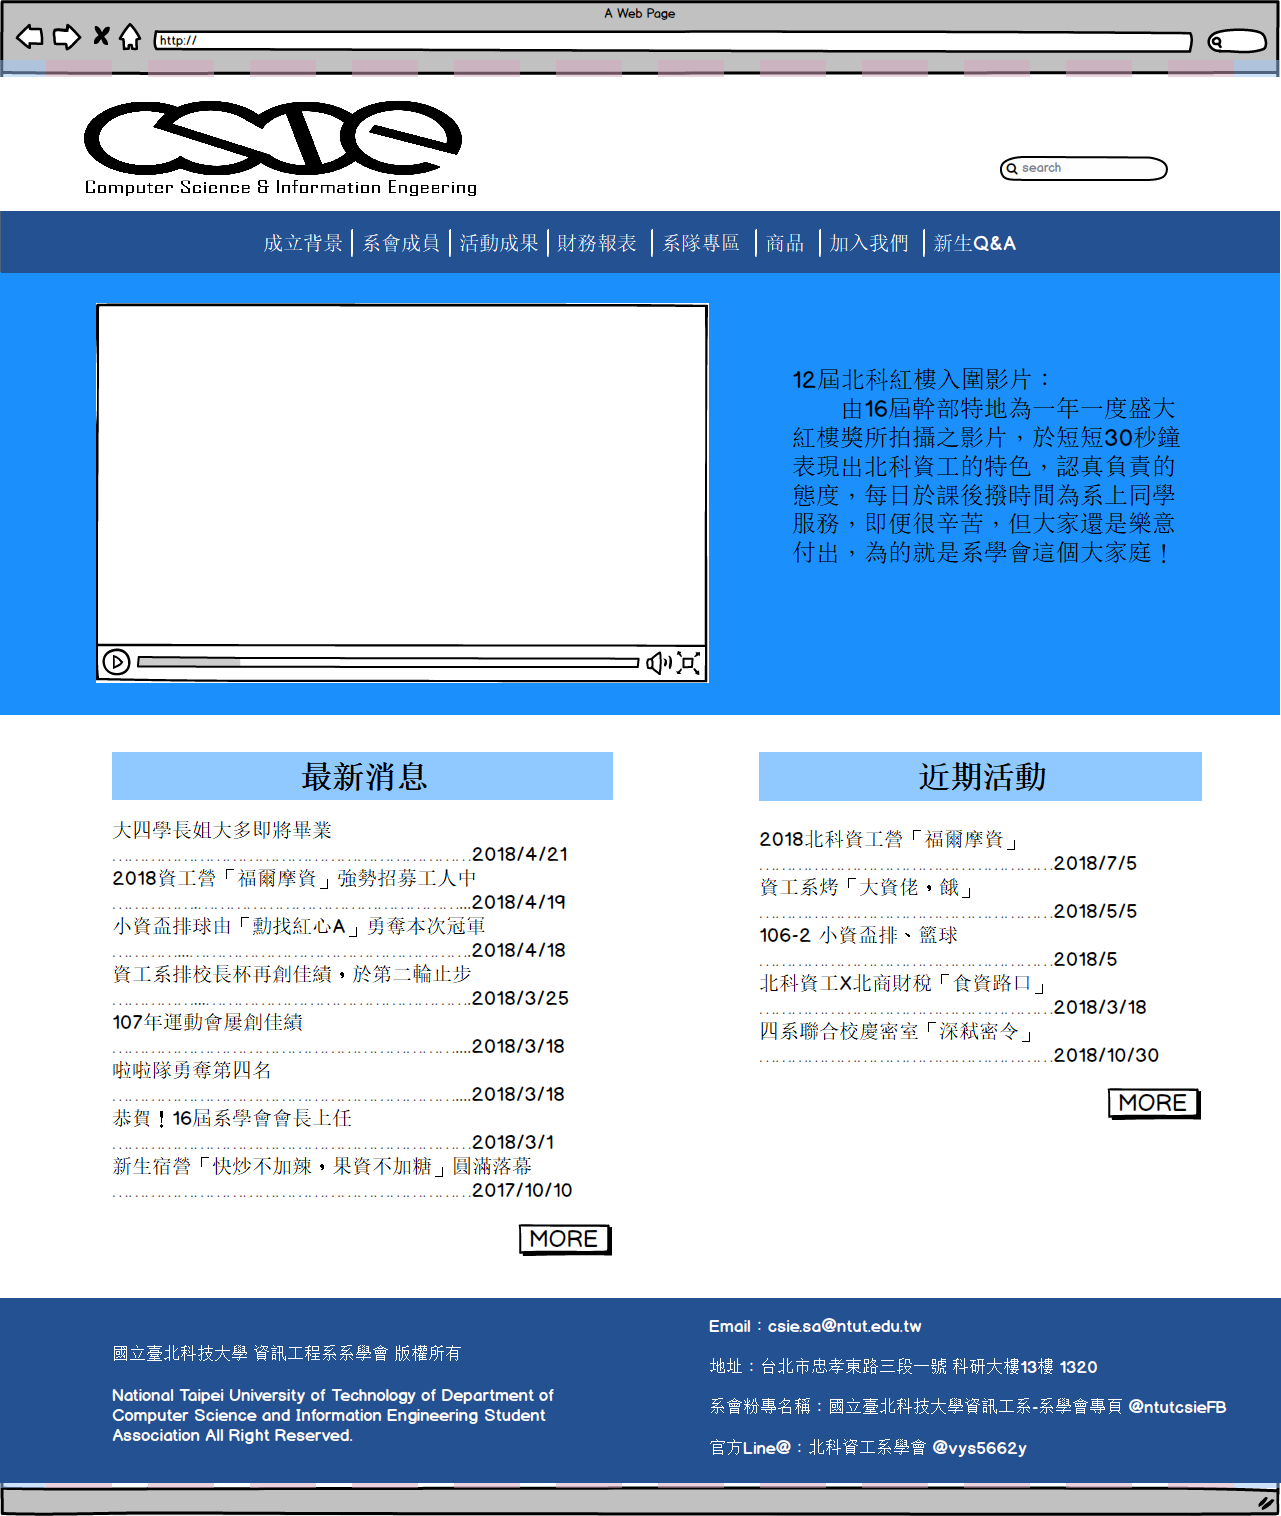 A Web Page
http://
csie
Computer Science & Information Engeering
search
成立背景 系會成員 活動成果 財務報表 系隊專區 商品 加入我們 新生Q&A
12屆北科紅樓入圍影片：
由16屆幹部特地為一年一度盛大
紅樓獎所拍攝之影片，於短短30秒鐘
表現出北科資工的特色，認真負責的
態度，每日於課後撥時間為系上同學
服務，即便很辛苦，但大家還是樂意
付出，為的就是系學會這個大家庭！
最新消息
大四學長姐大多即將畢業
……………………………………………………………2018/4/21
2018資工營「福爾摩資」強勢招募工人中
……………………………………………………………2018/4/19
小資盃排球由「勳找紅心A」勇奪本次冠軍
……………………………………………………………2018/4/18
資工系排校長杯再創佳績，於第二輪止步
……………………………………………………………2018/3/25
107年運動會屢創佳績
……………………………………………………………2018/3/18
啦啦隊勇奪第四名
……………………………………………………………2018/3/18
恭賀！16屆系學會會長上任
……………………………………………………………2018/3/1
新生宿營「快炒不加辣，果資不加糖」圓滿落幕
……………………………………………………………2017/10/10
MORE
近期活動
2018北科資工營「福爾摩資」
…………………………………………………2018/7/5
資工系烤「大資佬，餓」
…………………………………………………2018/5/5
106-2 小資盃排、籃球
…………………………………………………2018/5
北科資工X北商財稅「食資路口」
…………………………………………………2018/3/18
四系聯合校慶密室「深弒密令」
…………………………………………………2018/10/30
MORE
國立臺北科技大學 資訊工程系系學會 版權所有
National Taipei University of Technology of Department of
Computer Science and Information Engineering Student
Association All Right Reserved.
Email：csie.sa@ntut.edu.tw
地址：台北市忠孝東路三段一號 科研大樓13樓 1320
系會粉專名稱：國立臺北科技大學資訊工系-系學會專頁 @ntutcsieFB
官方Line@：北科資工系學會 @vys5662y